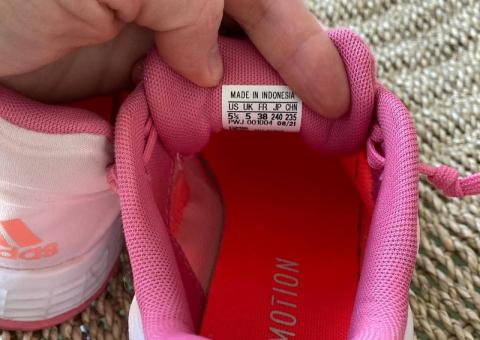 MADE IN INDONESIA
US UK FR JP CHN
5½ 5 38 240 235
PWJ 001004 08/21
adidas
MOTION